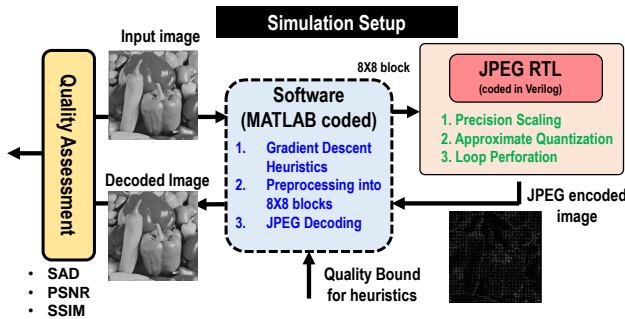 Simulation Setup
Input image
8X8 block
JPEG RTL
(coded in Verilog)
1. Precision Scaling
2. Approximate Quantization
3. Loop Perforation
Software
(MATLAB coded)
1. Gradient Descent
Heuristics
2. Preprocessing into
8X8 blocks
3. JPEG Decoding
Quality Assessment
Decoded Image
JPEG encoded
image
Quality Bound
for heuristics
• SAD
• PSNR
• SSIM